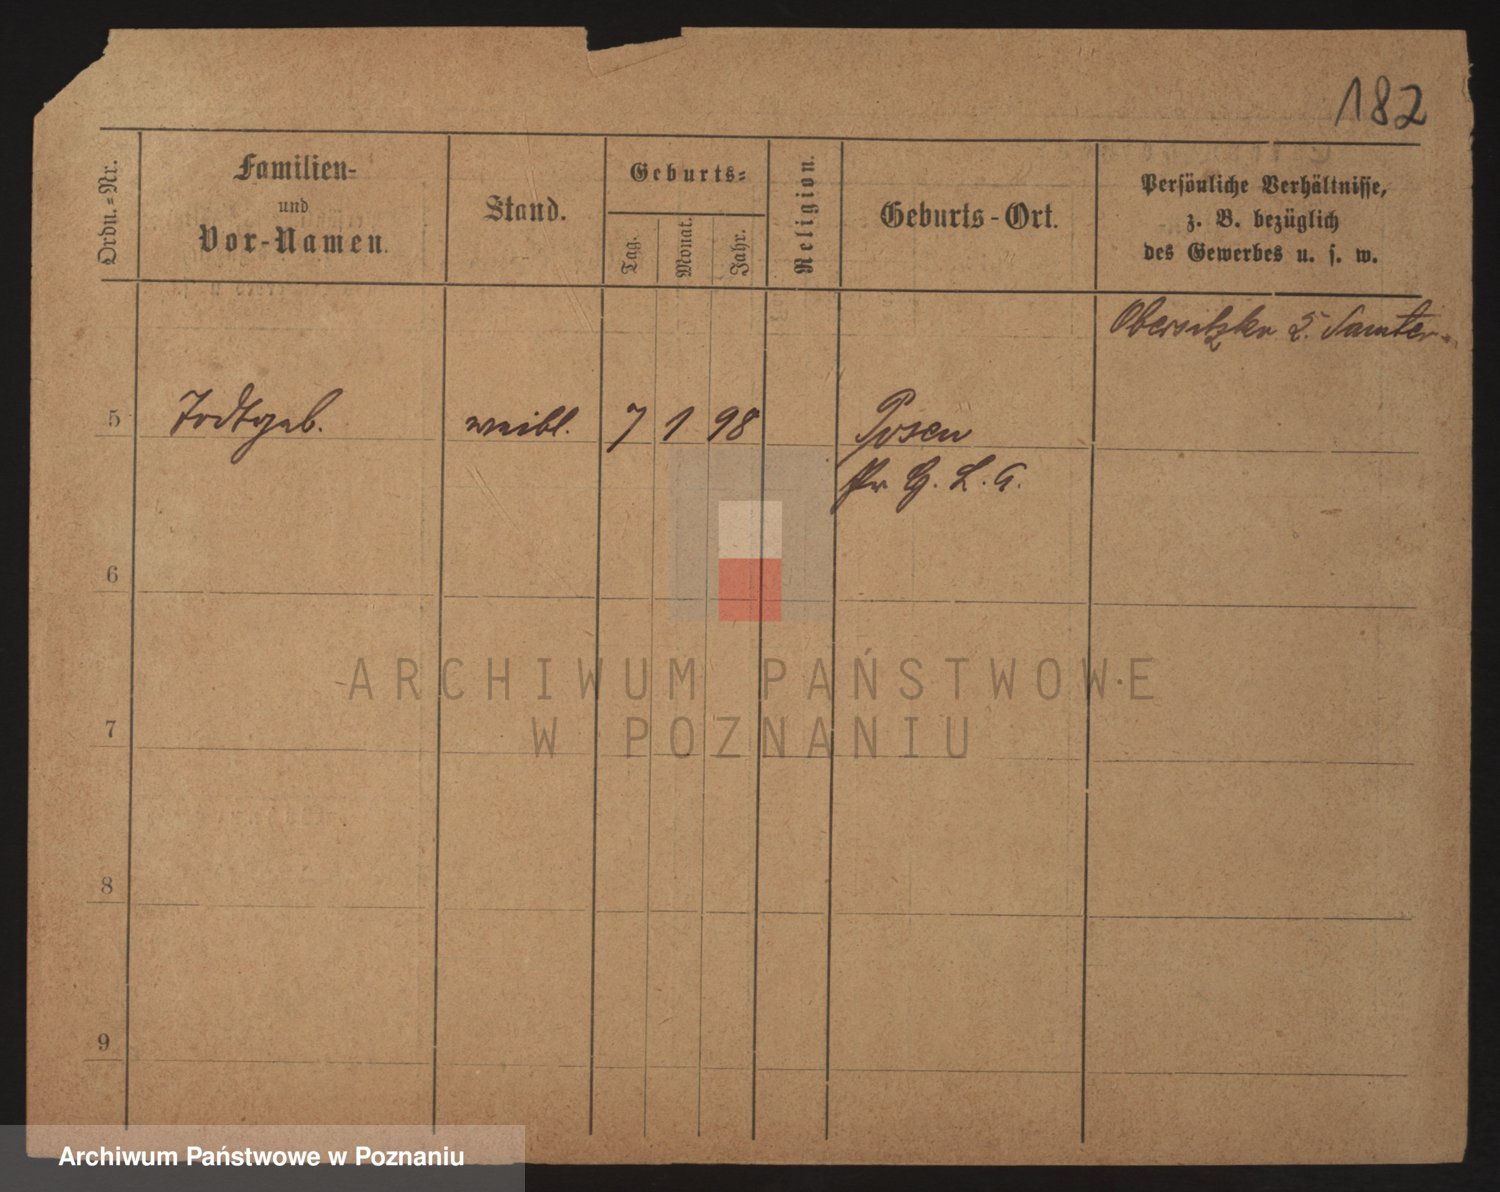 182
Ordn.-Nr.
Familien-
und
Vor-Namen.
Stand.
Geburts-
Tag.
Monat.
Jahr.
Religion.
Geburts-Ort.
Persönliche Verhältnisse,
z. B. bezüglich
des Gewerbes u. s. w.
Obersitzko Samter
5 Todtgeb. weibl. 7 1 98 Posen
Pr G. L. A.
6
7
8
9
ARCHIWUM PAŃSTWOWE
W POZNANIU
Archiwum Państwowe w Poznaniu